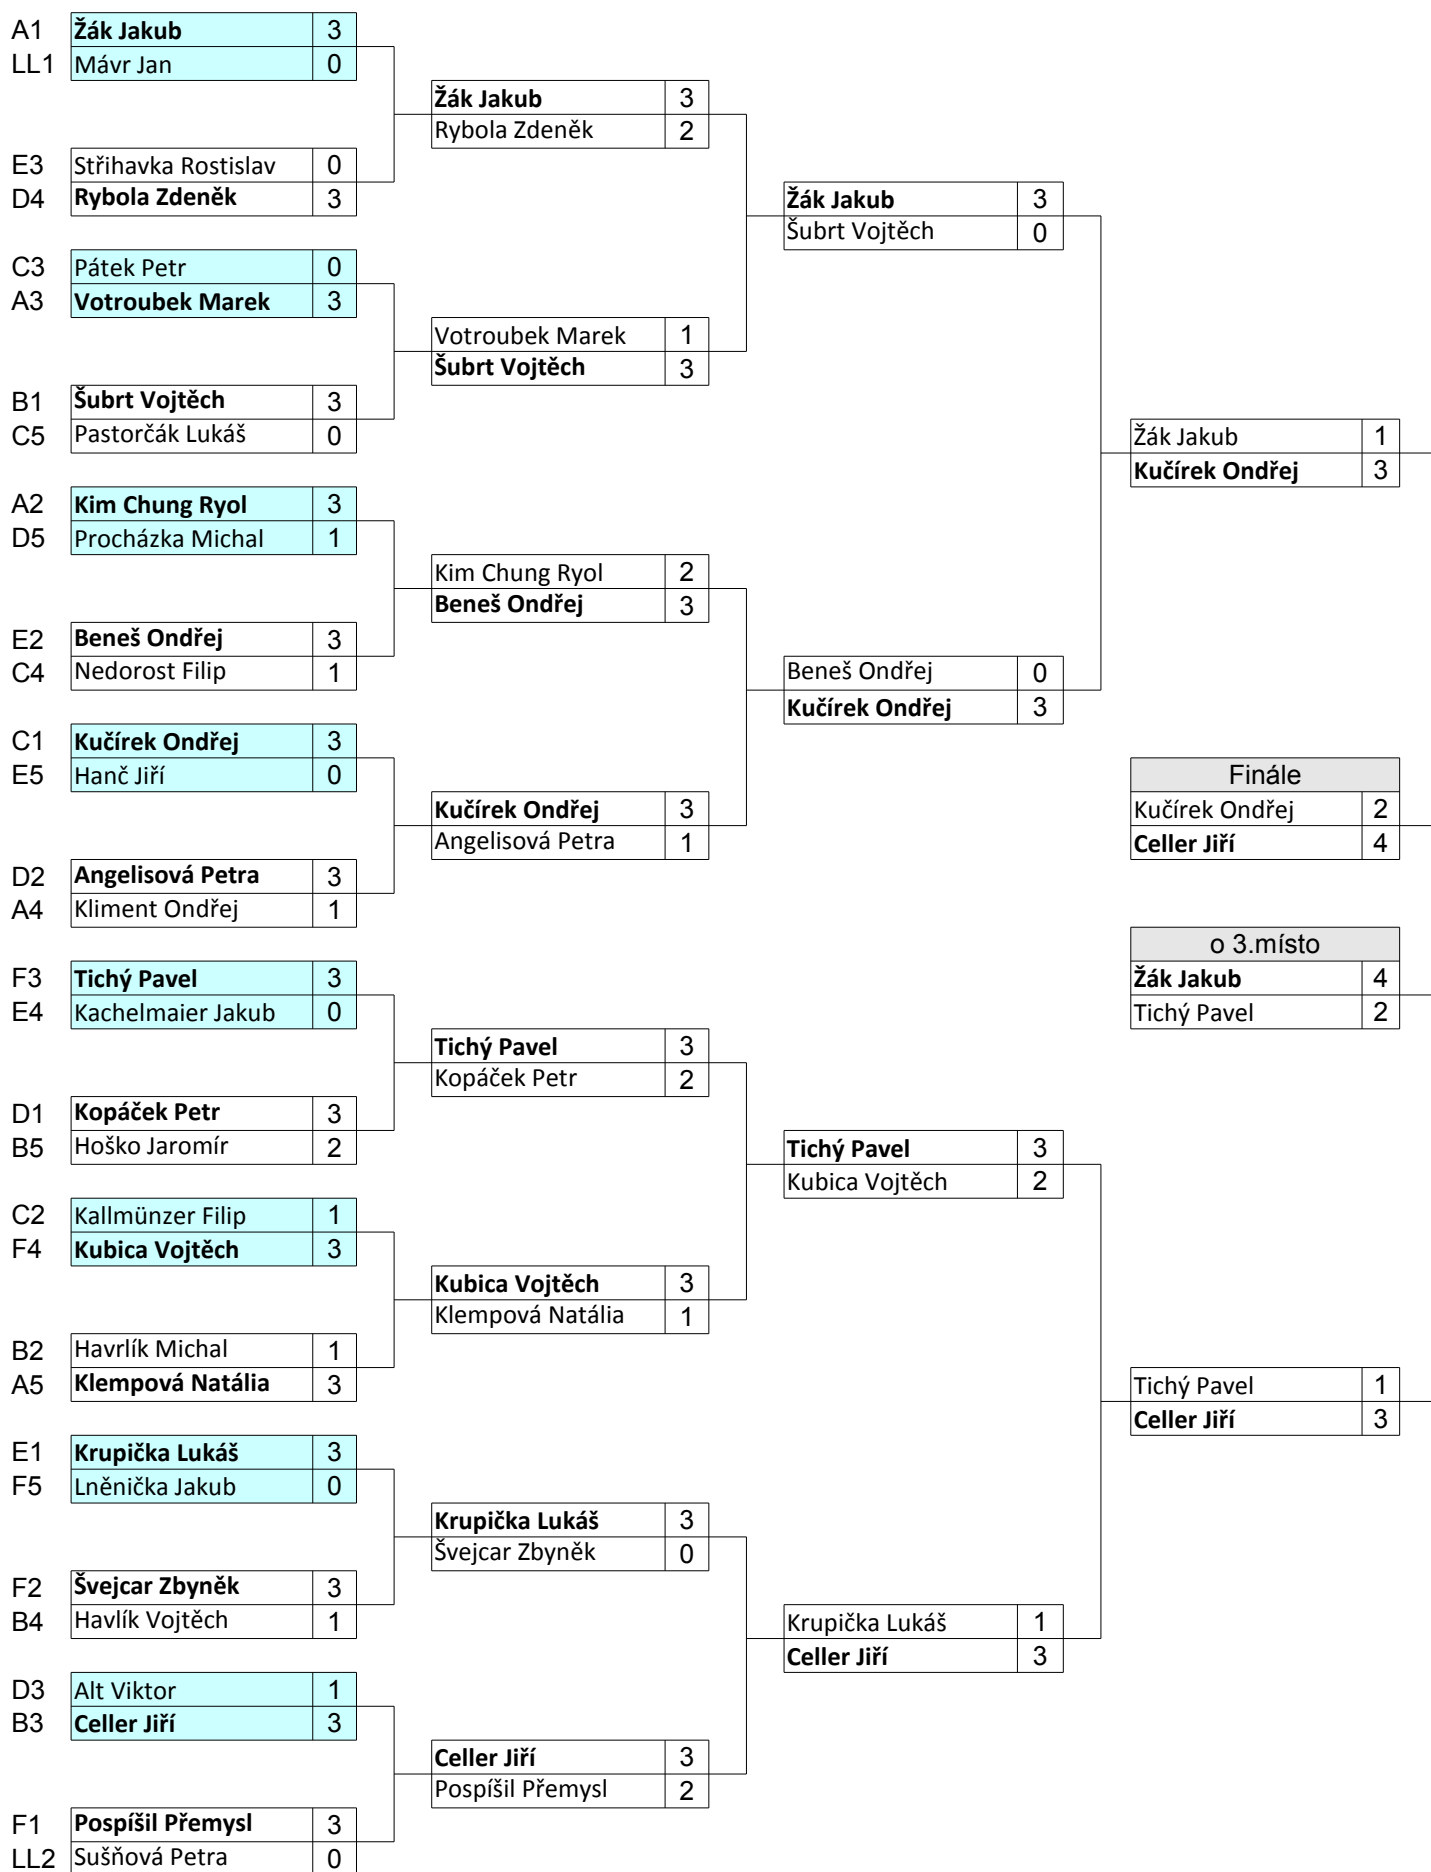 A1 Žák Jakub 3
LL1 Mávr Jan 0
Žák Jakub 3
Rybola Zdeněk 2
E3 Střihavka Rostislav 0
D4 Rybola Zdeněk 3
Žák Jakub 3
Šubrt Vojtěch 0
C3 Pátek Petr 0
A3 Votroubek Marek 3
Votroubek Marek 1
Šubrt Vojtěch 3
B1 Šubrt Vojtěch 3
C5 Pastorčák Lukáš 0
Žák Jakub 1
Kučírek Ondřej 3
A2 Kim Chung Ryol 3
D5 Procházka Michal 1
Kim Chung Ryol 2
Beneš Ondřej 3
E2 Beneš Ondřej 3
C4 Nedorost Filip 1
Beneš Ondřej 0
Kučírek Ondřej 3
C1 Kučírek Ondřej 3
E5 Hanč Jiří 0
Finále
Kučírek Ondřej 2
Celler Jiří 4
Kučírek Ondřej 3
Angelisová Petra 1
D2 Angelisová Petra 3
A4 Kliment Ondřej 1
o 3.místo
Žák Jakub 4
Tichý Pavel 2
F3 Tichý Pavel 3
E4 Kachelmaier Jakub 0
Tichý Pavel 3
Kopáček Petr 2
D1 Kopáček Petr 3
B5 Hoško Jaromír 2
Tichý Pavel 3
Kubica Vojtěch 2
C2 Kallmünzer Filip 1
F4 Kubica Vojtěch 3
Kubica Vojtěch 3
Klempová Natália 1
B2 Havrlík Michal 1
A5 Klempová Natália 3
Tichý Pavel 1
Celler Jiří 3
E1 Krupička Lukáš 3
F5 Lněnička Jakub 0
Krupička Lukáš 3
Švejcar Zbyněk 0
F2 Švejcar Zbyněk 3
B4 Havlík Vojtěch 1
Krupička Lukáš 1
Celler Jiří 3
D3 Alt Viktor 1
B3 Celler Jiří 3
Celler Jiří 3
Pospíšil Přemysl 2
F1 Pospíšil Přemysl 3
LL2 Sušňová Petra 0